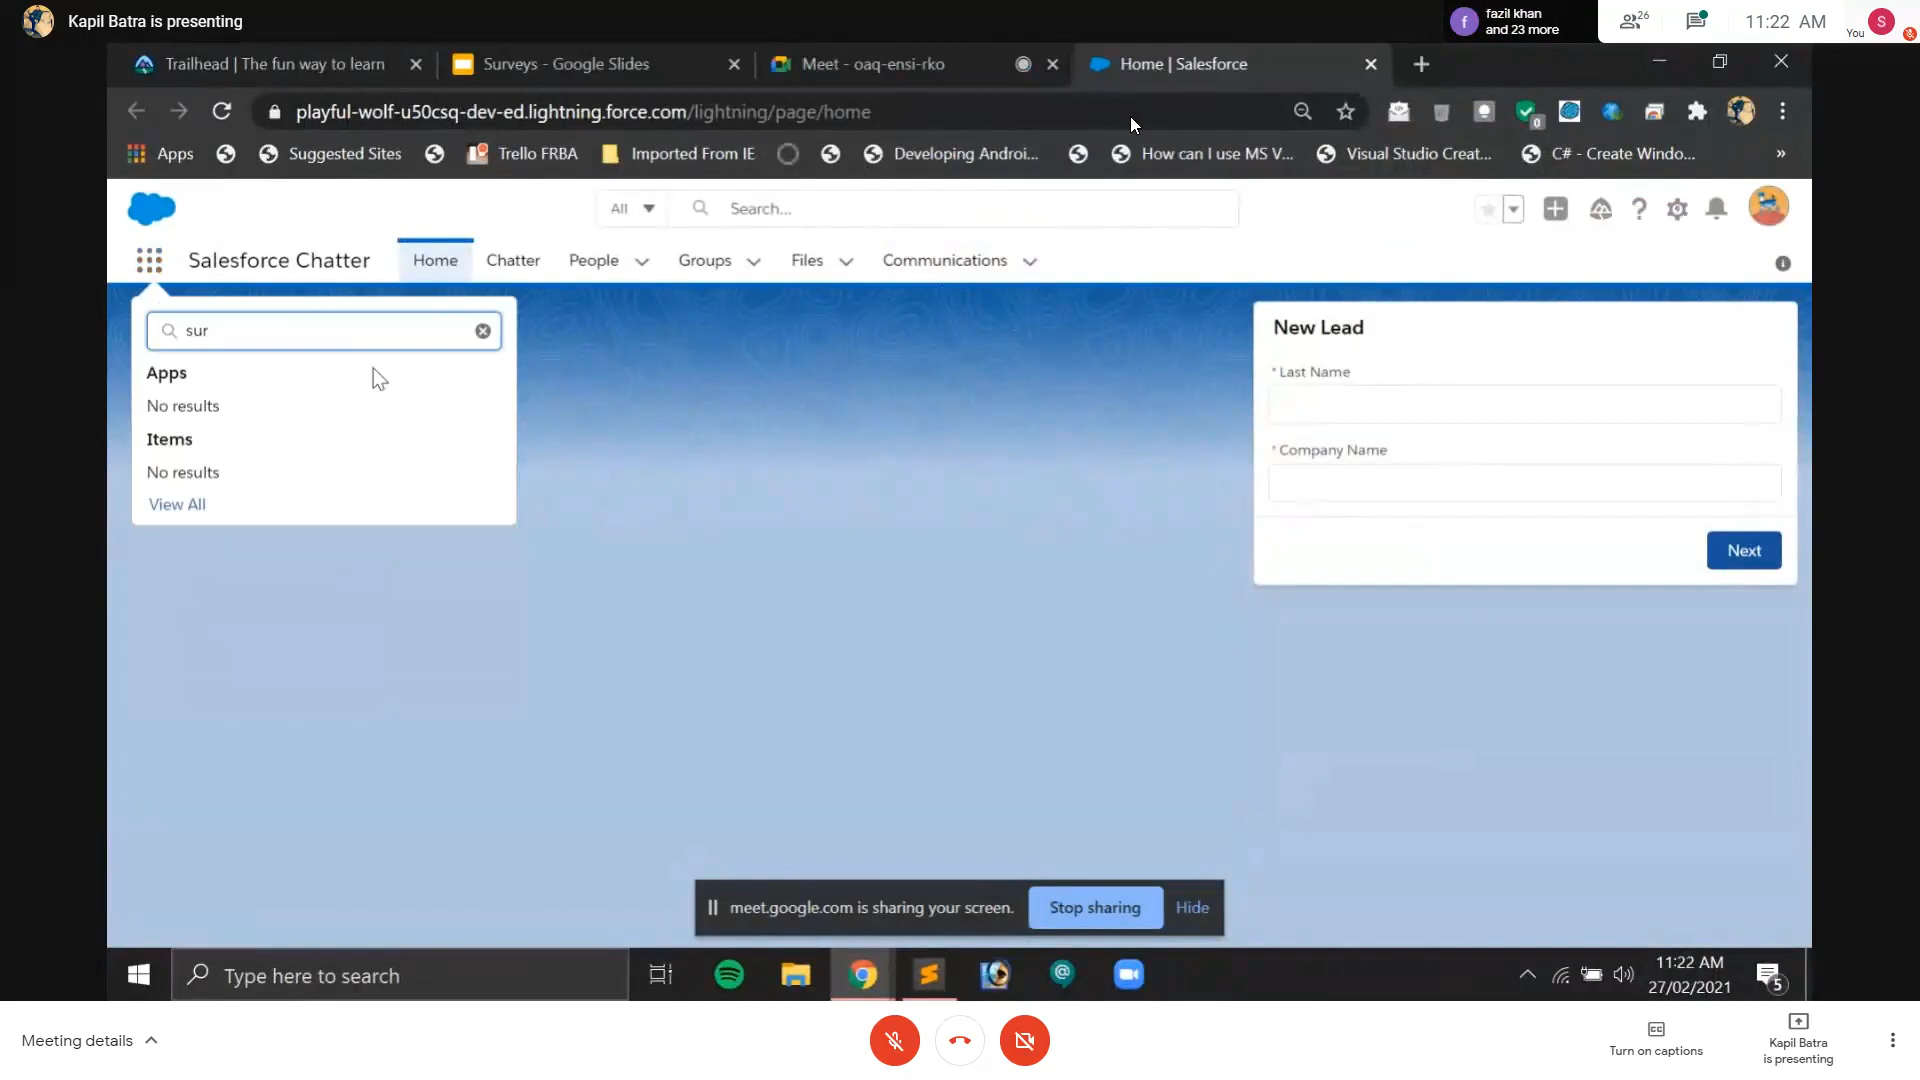 Kapil Batra is presenting
f
fazil khan
and 23 more
26
11:22 AM
You
S
Trailhead | The fun way to learn
Surveys - Google Slides
Meet - oaq-ensi-rko
Home | Salesforce
playful-wolf-u50csq-dev-ed.lightning.force.com/lightning/page/home
0
Apps
Suggested Sites
Trello FRBA
Imported From IE
Developing Androi...
How can I use MS V...
Visual Studio Creat...
C# - Create Windo...
»
All
Search...
Salesforce Chatter
Home
Chatter
People
Groups
Files
Communications
sur
Apps
No results
Items
No results
View All
New Lead
* Last Name
* Company Name
Next
meet.google.com is sharing your screen.
Stop sharing
Hide
Type here to search
11:22 AM
27/02/2021
5
Meeting details
Turn on captions
Kapil Batra
is presenting